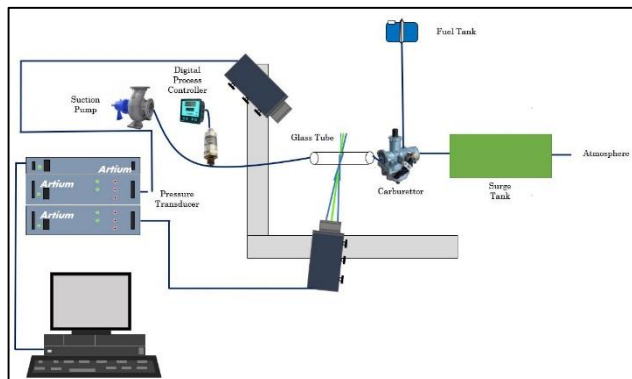 Fuel Tank
Digital
Process
Controller
Suction
Pump
Glass Tube
Atmosphere
Carburettor
Surge
Tank
Artium
Artium
Artium
Pressure
Transducer